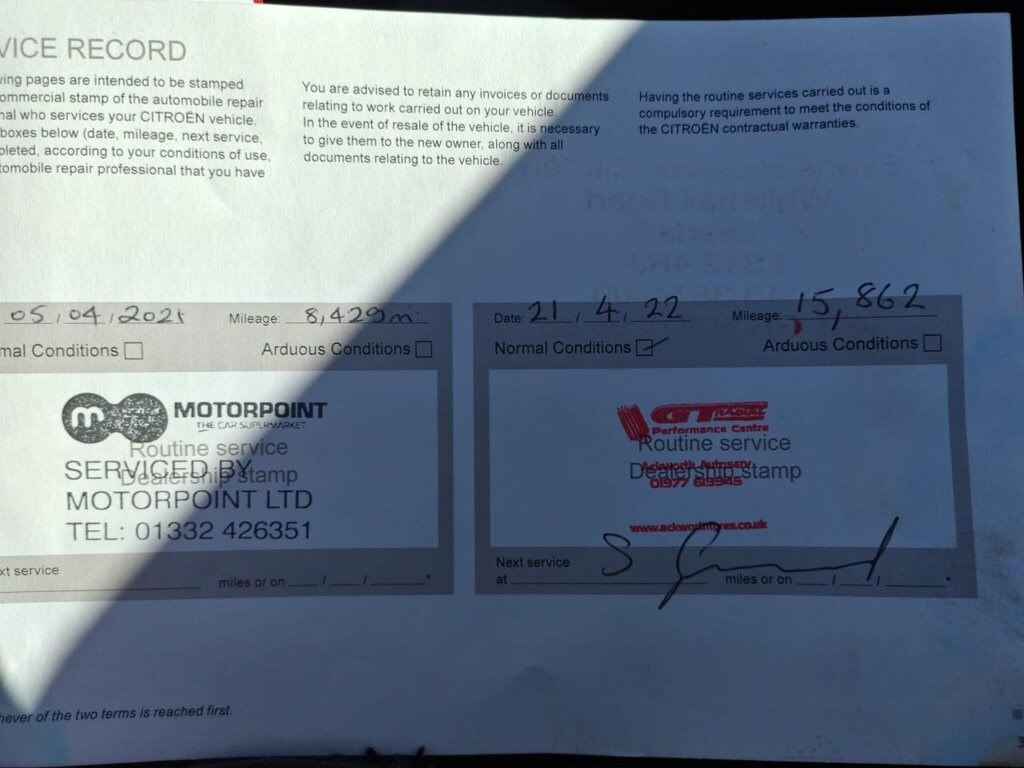 VICE RECORD
ving pages are intended to be stamped
ommercial stamp of the automobile repair
nal who services your CITROËN vehicle.
boxes below (date, mileage, next service,
pleted, according to your conditions of use,
tomobile repair professional that you have
You are advised to retain any invoices or documents
relating to work carried out on your vehicle.
In the event of resale of the vehicle, it is necessary
to give them to the new owner, along with all
documents relating to the vehicle.
Having the routine services carried out is a
compulsory requirement to meet the conditions of
the CITROËN contractual warranties.
05,04,2021 Mileage: 8,429m
mal Conditions Arduous Conditions
m MOTORPOINT
THE CAR SUPERMARKET
Routine service
Dealership stamp
SERVICED BY
MOTORPOINT LTD
TEL: 01332 426351
xt service
miles or on / / *
Date: 21, 4, 22 Mileage: 15,862
Normal Conditions Arduous Conditions
GT RADIAL
Performance Centre
Routine service
Dealership stamp
Ackworth Autoserv
01977 619945
www.ackworthtyres.co.uk
Next service
at miles or on / / *
hever of the two terms is reached first.